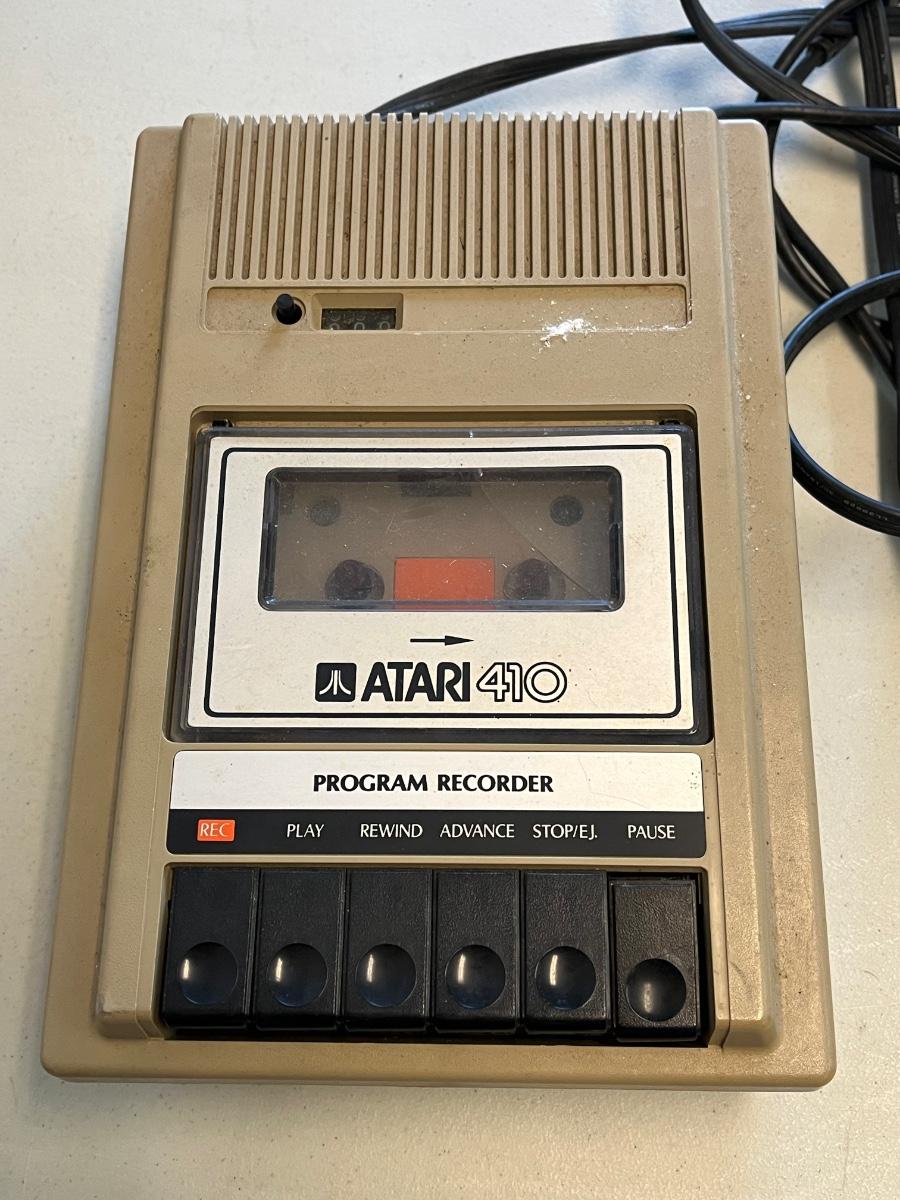 ATARI 410
PROGRAM RECORDER
REC PLAY REWIND ADVANCE STOP/EJ. PAUSE